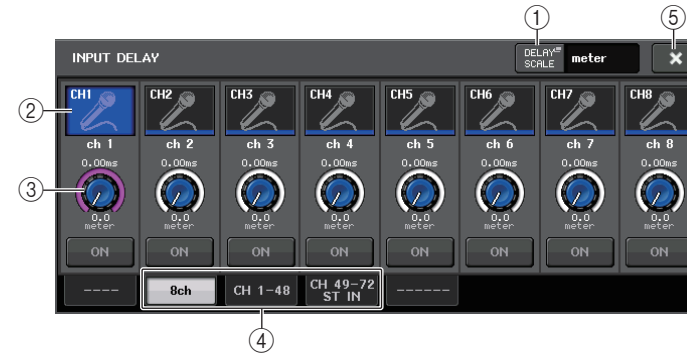 ① ⑤
INPUT DELAY DELAY SCALE meter ×
② CH1 CH2 CH3 CH4 CH5 CH6 CH7 CH8
ch 1 ch 2 ch 3 ch 4 ch 5 ch 6 ch 7 ch 8
0.00ms 0.00ms 0.00ms 0.00ms 0.00ms 0.00ms 0.00ms 0.00ms
③
0.0 0.0 0.0 0.0 0.0 0.0 0.0 0.0
meter meter meter meter meter meter meter meter
ON ON ON ON ON ON ON ON
---- 8ch CH 1-48 CH 49-72 ST IN ------
④